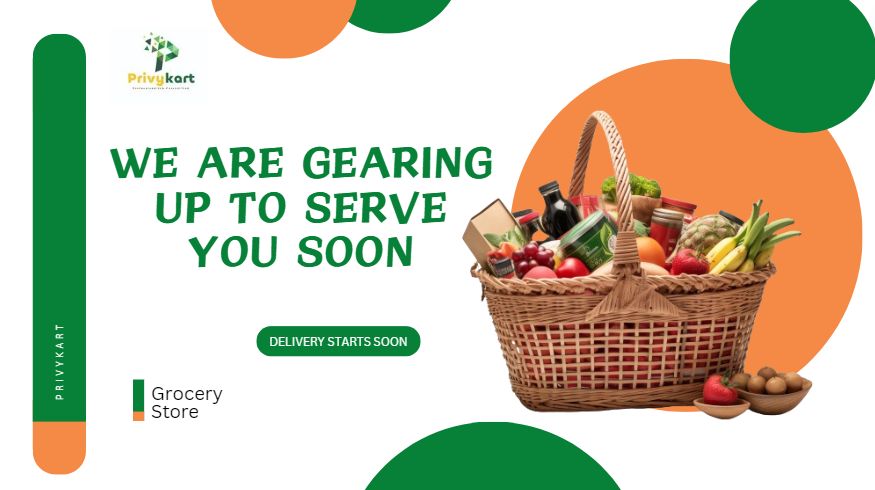 Privykart
WE ARE GEARING
UP TO SERVE
YOU SOON
DELIVERY STARTS SOON
PRIVYKART
Grocery
Store